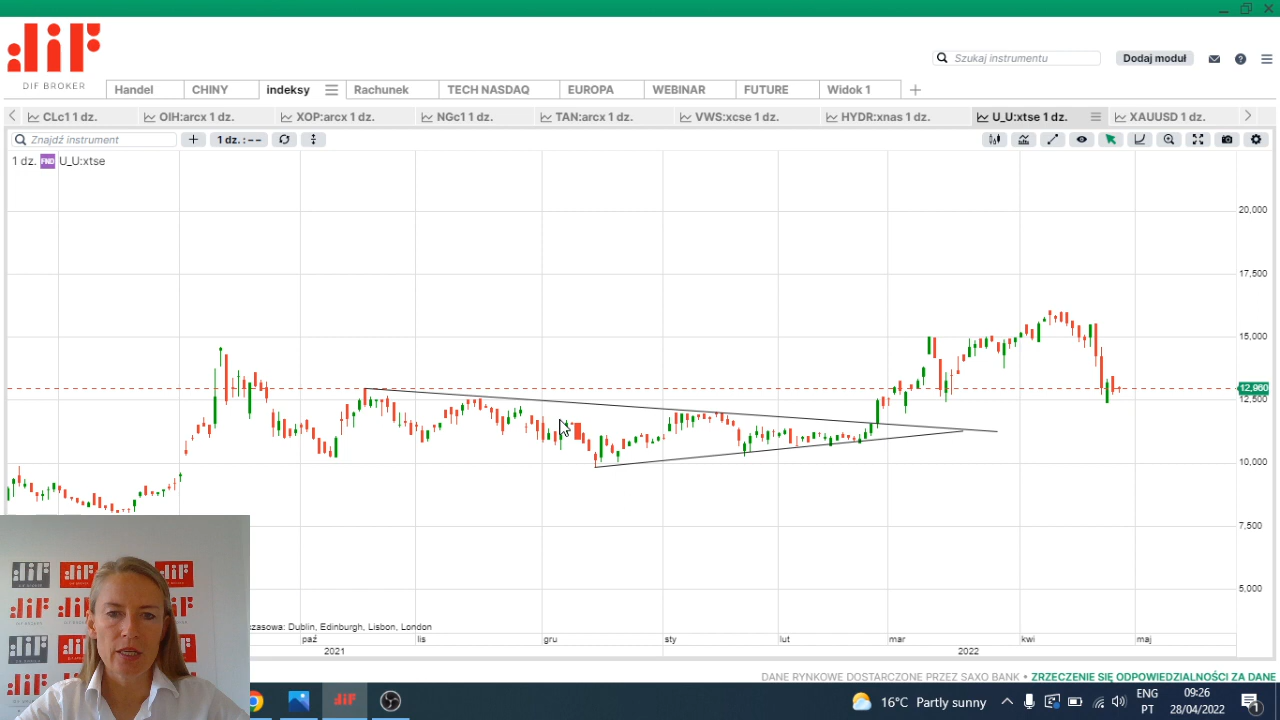 dif
DIF BROKER
Szukaj instrumentu
Dodaj moduł
Handel
CHINY
indeksy
Rachunek
TECH NASDAQ
EUROPA
WEBINAR
FUTURE
Widok 1
CLc1 1 dz.
OIH:arcx 1 dz.
XOP:arcx 1 dz.
NGc1 1 dz.
TAN:arcx 1 dz.
VWS:xcse 1 dz.
HYDR:xnas 1 dz.
U_U:xtse 1 dz.
XAUUSD 1 dz.
Znajdź instrument
1 dz. : --
1 dz. FND U_U:xtse
20,000
17,500
15,000
12,960
12,500
10,000
7,500
5,000
czasowa: Dublin, Edinburgh, Lisbon, London
paź
lis
gru
sty
lut
mar
kwi
maj
2021
2022
DANE RYNKOWE DOSTARCZONE PRZEZ SAXO BANK • ZRZECZENIE SIĘ ODPOWIEDZIALNOŚCI ZA DANE
dif
16°C Partly sunny
ENG
PT
09:26
28/04/2022
1